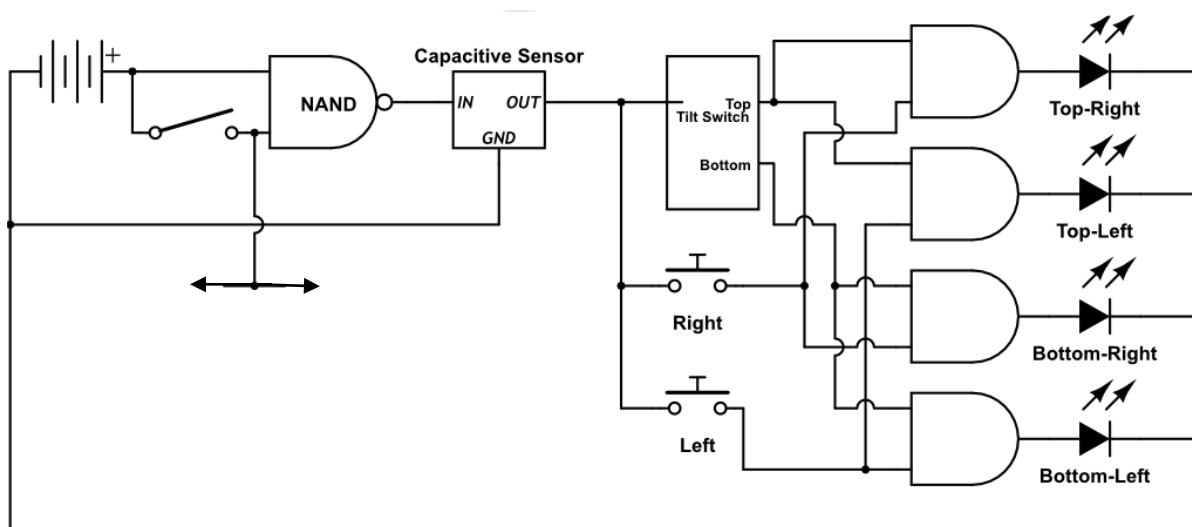 +
NAND
Capacitive Sensor
IN OUT
GND
Top
Tilt Switch
Bottom
Right
Left
Top-Right
Top-Left
Bottom-Right
Bottom-Left